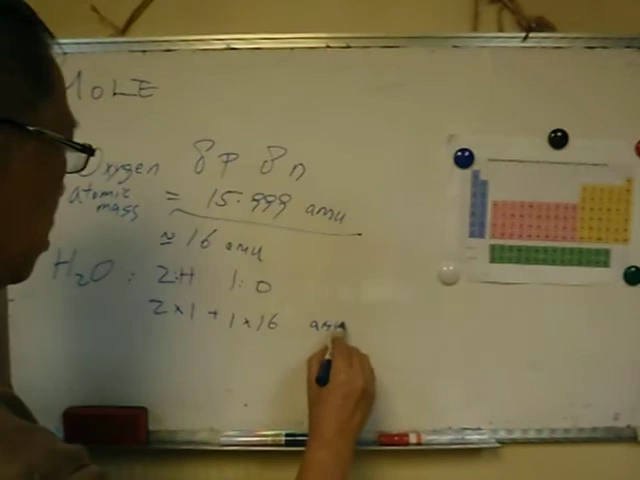 MOLE
Oxygen 8p 8n
atomic mass = 15.999 amu
≈ 16 amu
H₂O : 2:H 1:O
2×1 + 1×16 amu